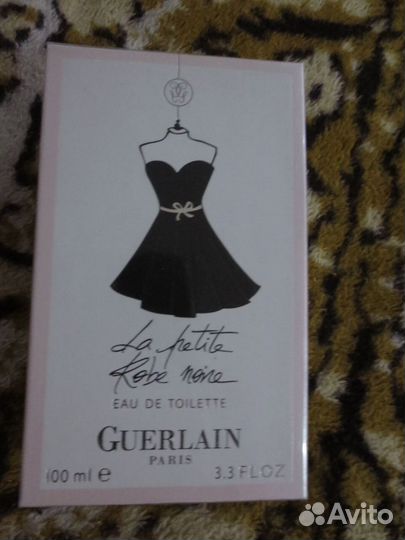 La petite
Robe noire
EAU DE TOILETTE
GUERLAIN
PARIS
100 ml e 3.3 FL.OZ
Avito